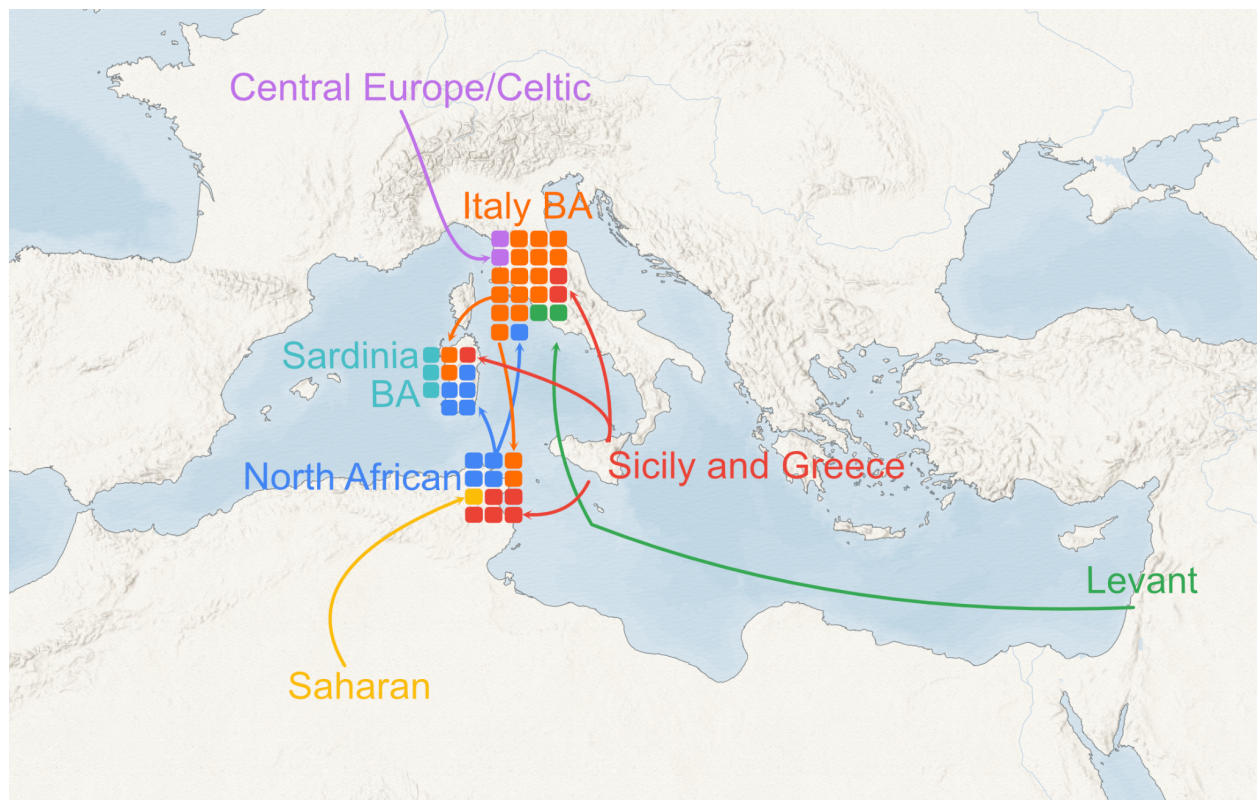 Central Europe/Celtic
Italy BA
Sardinia
BA
North African
Sicily and Greece
Levant
Saharan